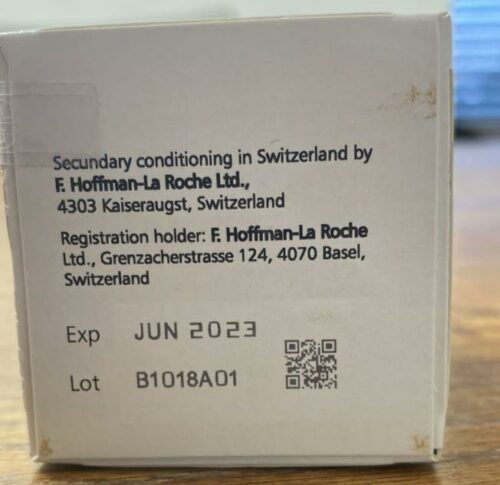 Secundary conditioning in Switzerland by
F. Hoffman-La Roche Ltd.,
4303 Kaiseraugst, Switzerland
Registration holder: F. Hoffman-La Roche
Ltd., Grenzacherstrasse 124, 4070 Basel,
Switzerland
Exp JUN 2023
Lot B1018A01